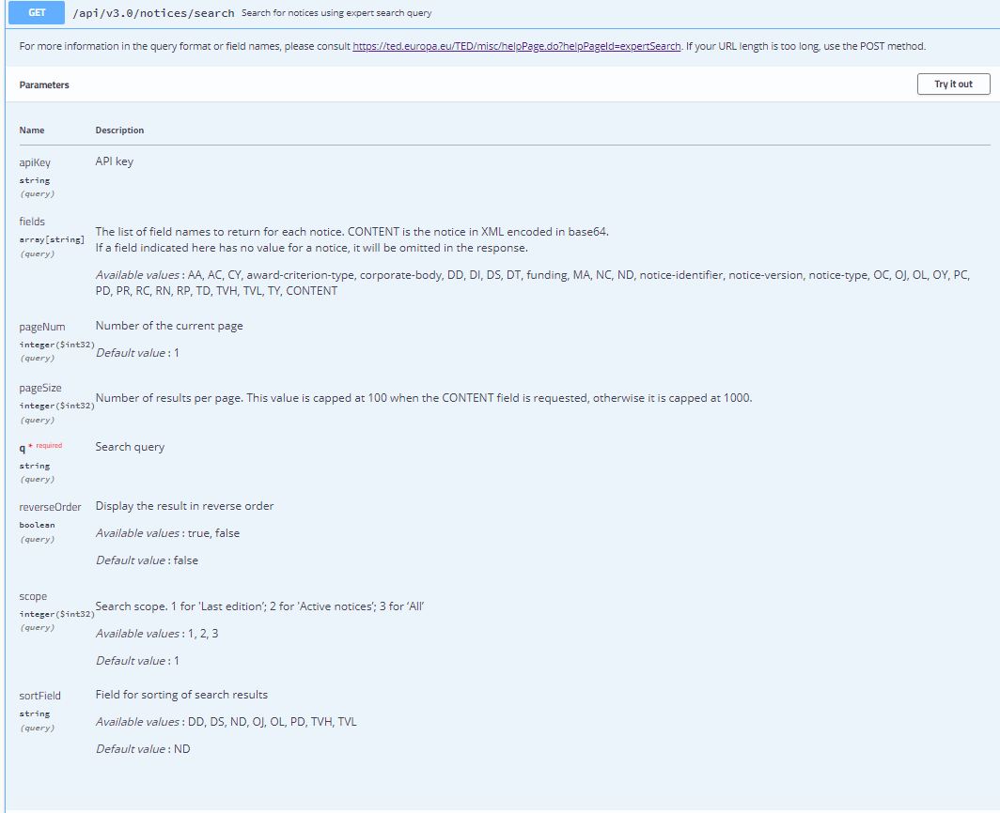 GET /api/v3.0/notices/search Search for notices using expert search query
For more information in the query format or field names, please consult https://ted.europa.eu/TED/misc/helpPage.do?helpPageId=expertSearch. If your URL length is too long, use the POST method.
Parameters
Try it out
Name Description
apiKey
string
(query)
API key
fields
array[string]
(query)
The list of field names to return for each notice. CONTENT is the notice in XML encoded in base64.
If a field indicated here has no value for a notice, it will be omitted in the response.
Available values : AA, AC, CY, award-criterion-type, corporate-body, DD, DI, DS, DT, funding, MA, NC, ND, notice-identifier, notice-version, notice-type, OC, OJ, OL, OY, PC,
PD, PR, RC, RN, RP, TD, TVH, TVL, TY, CONTENT
pageNum
integer($int32)
(query)
Number of the current page
Default value : 1
pageSize
integer($int32)
(query)
Number of results per page. This value is capped at 100 when the CONTENT field is requested, otherwise it is capped at 1000.
q * required
string
(query)
Search query
reverseOrder
boolean
(query)
Display the result in reverse order
Available values : true, false
Default value : false
scope
integer($int32)
(query)
Search scope. 1 for 'Last edition’; 2 for 'Active notices’; 3 for ‘All’
Available values : 1, 2, 3
Default value : 1
sortField
string
(query)
Field for sorting of search results
Available values : DD, DS, ND, OJ, OL, PD, TVH, TVL
Default value : ND